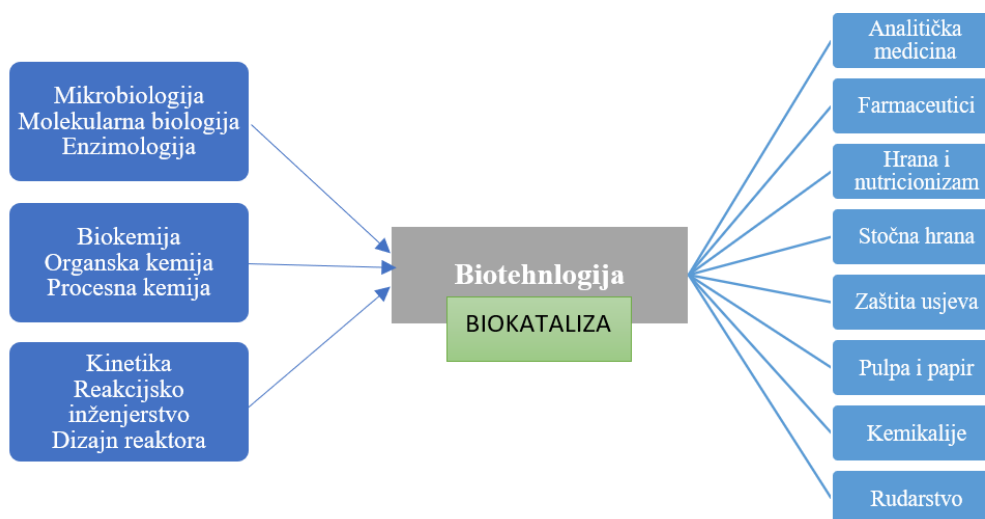 Mikrobiologija
Molekularna biologija
Enzimologija
Biokemija
Organska kemija
Procesna kemija
Kinetika
Reakcijsko
inženjerstvo
Dizajn reaktora
Biotehnlogija
BIOKATALIZA
Analitička
medicina
Farmaceutici
Hrana i
nutricionizam
Stočna hrana
Zaštita usjeva
Pulpa i papir
Kemikalije
Rudarstvo